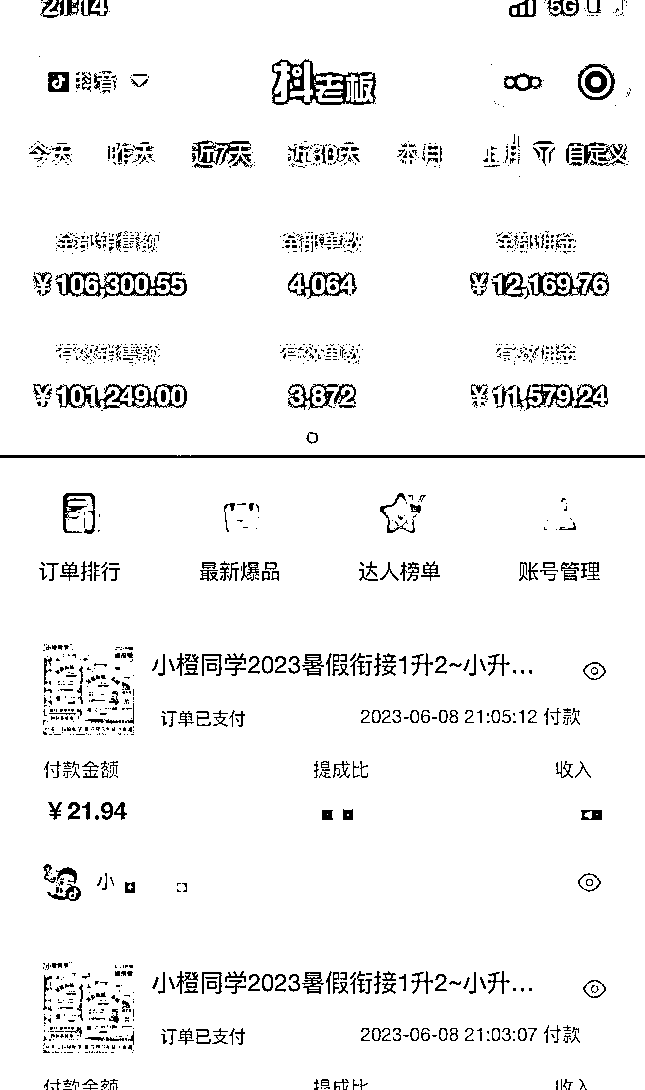 21:14 5G
抖音 抖老板
今天 昨天 近7天 近30天 本月 上月 自定义
全部销售额 全部单数 全部佣金
¥106,300.55 4,064 ¥12,169.76
有效销售额 有效单数 有效佣金
¥101,249.00 3,872 ¥11,579.24
订单排行 最新爆品 达人榜单 账号管理
小橙同学2023暑假衔接1升2~小升...
订单已支付 2023-06-08 21:05:12 付款
付款金额 提成比 收入
¥21.94
小
小橙同学2023暑假衔接1升2~小升...
订单已支付 2023-06-08 21:03:07 付款
付款金额 提成比 收入